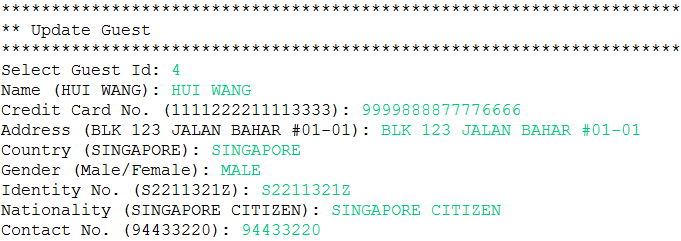 ********************************************************************
** Update Guest
********************************************************************
Select Guest Id: 4
Name (HUI WANG): HUI WANG
Credit Card No. (1111222211113333): 9999888877776666
Address (BLK 123 JALAN BAHAR #01-01): BLK 123 JALAN BAHAR #01-01
Country (SINGAPORE): SINGAPORE
Gender (Male/Female): MALE
Identity No. (S2211321Z): S2211321Z
Nationality (SINGAPORE CITIZEN): SINGAPORE CITIZEN
Contact No. (94433220): 94433220